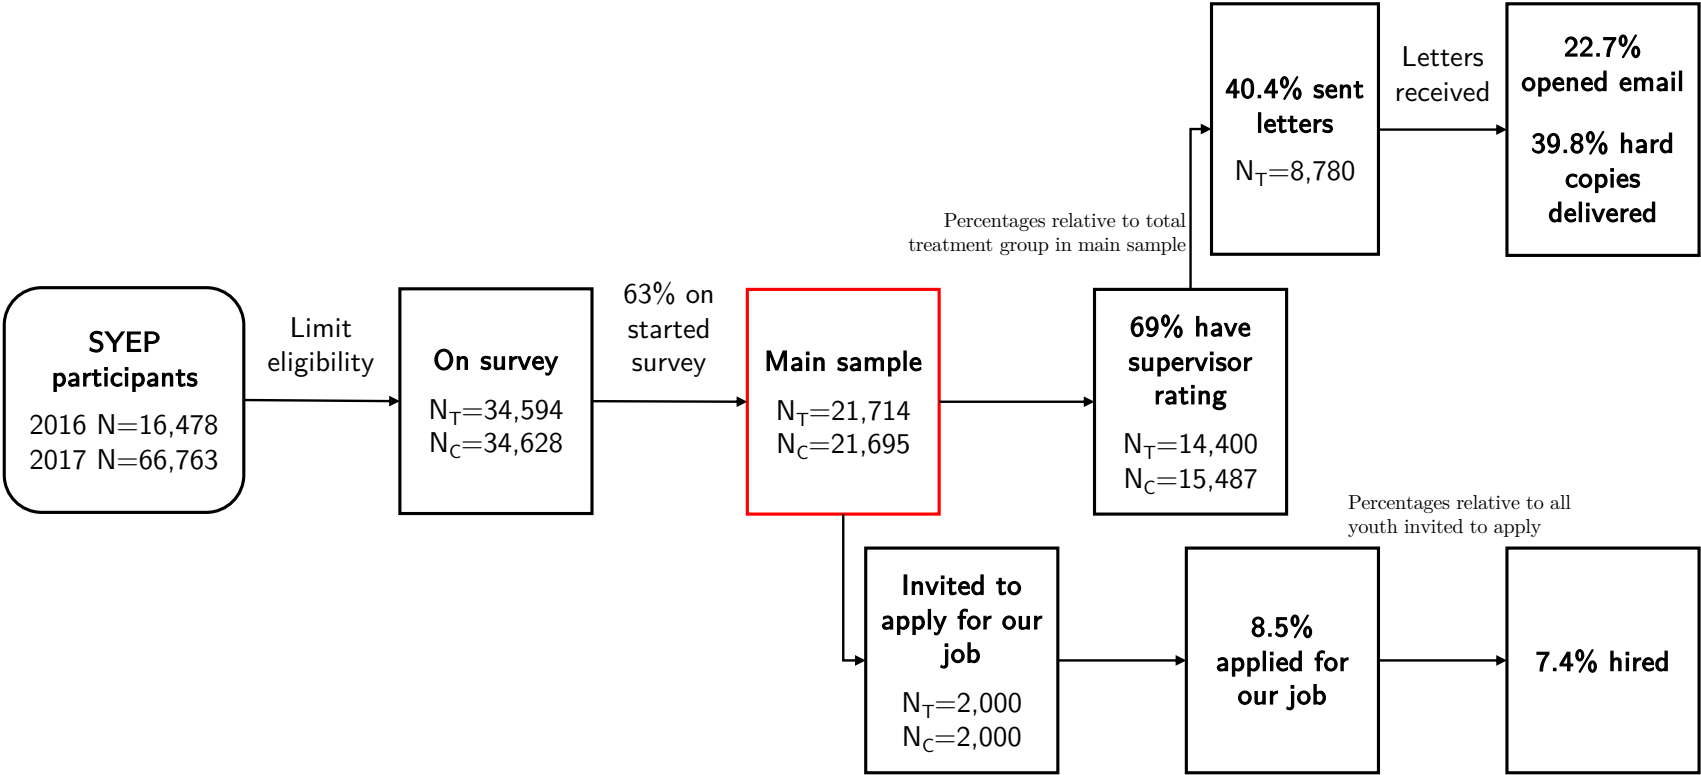 SYEP
participants
2016 N=16,478
2017 N=66,763
Limit
eligibility
On survey
N_T=34,594
N_C=34,628
63% on
started
survey
Main sample
N_T=21,714
N_C=21,695
69% have
supervisor
rating
N_T=14,400
N_C=15,487
Percentages relative to total
treatment group in main sample
40.4% sent
letters
N_T=8,780
Letters
received
22.7%
opened email
39.8% hard
copies
delivered
Invited to
apply for our
job
N_T=2,000
N_C=2,000
8.5%
applied for
our job
Percentages relative to all
youth invited to apply
7.4% hired